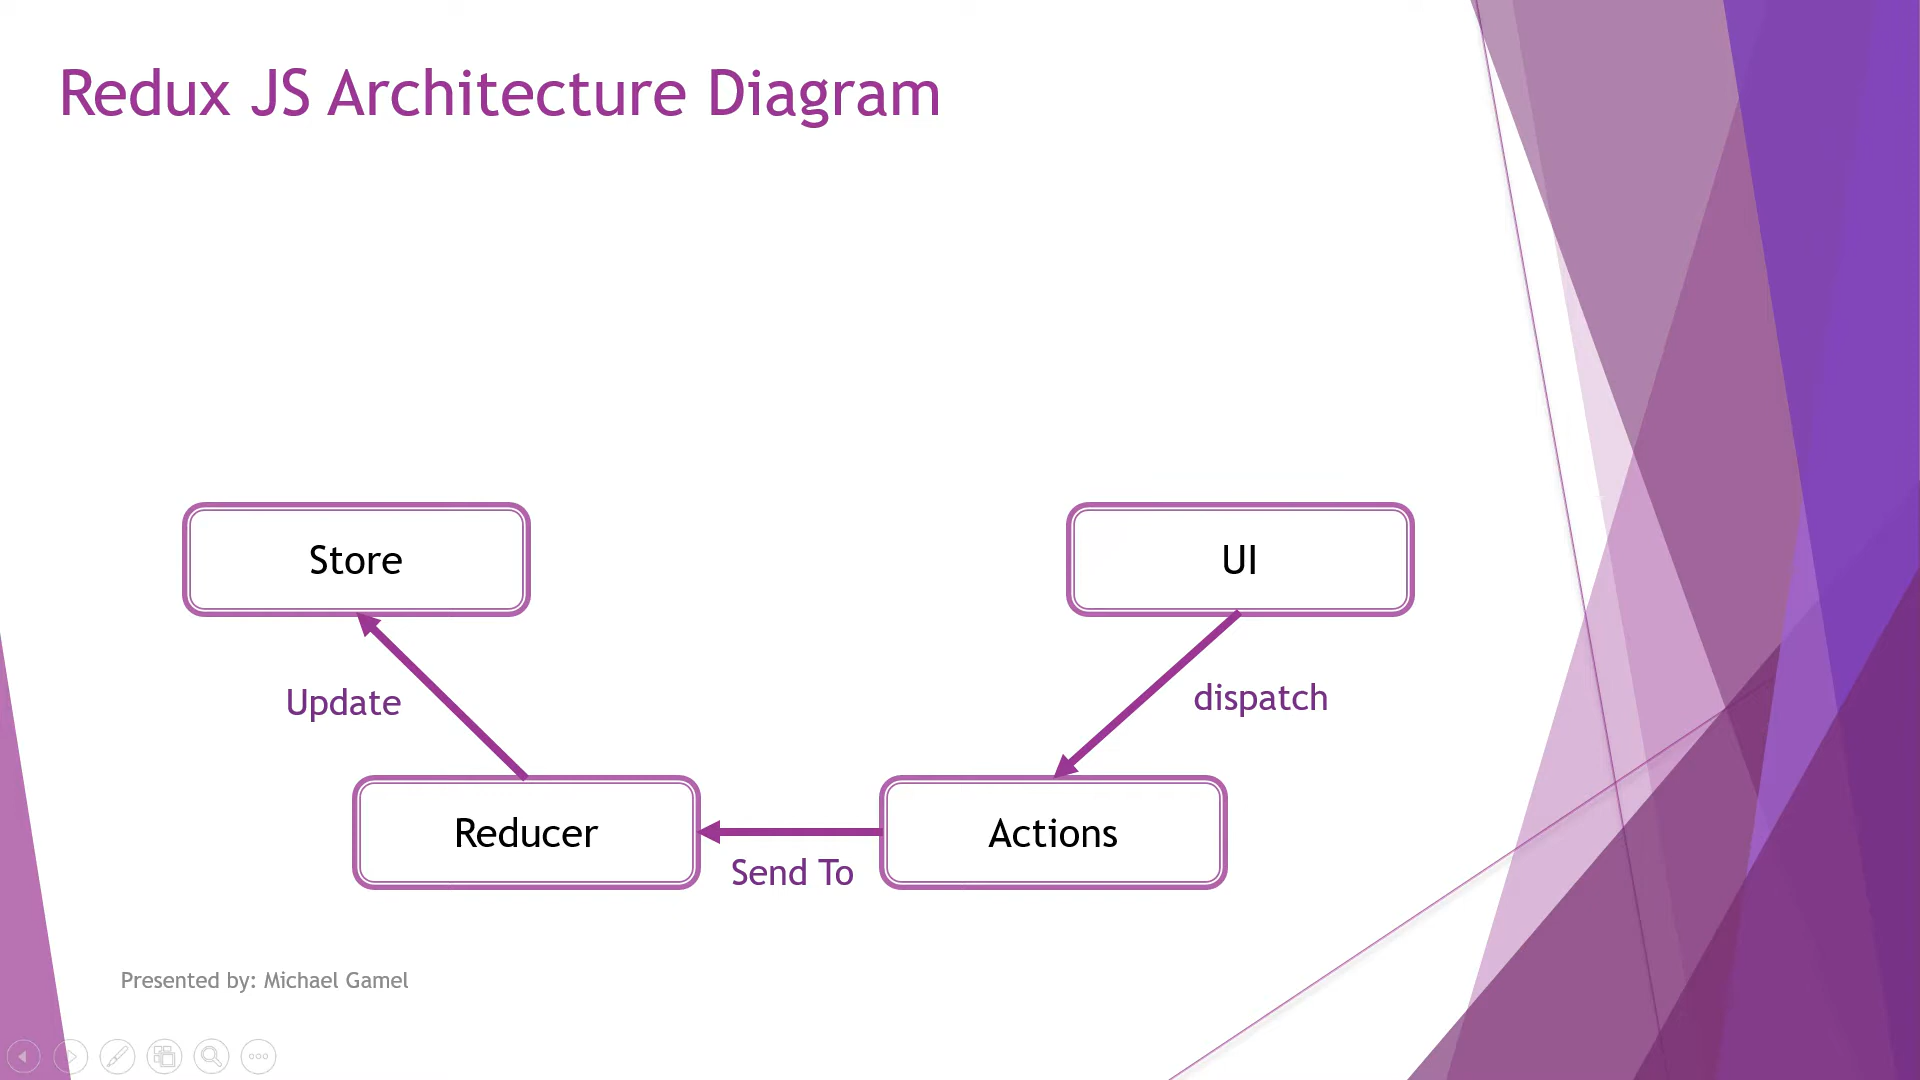 Redux JS Architecture Diagram
Store
UI
Update
dispatch
Reducer
Actions
Send To
Presented by: Michael Gamel